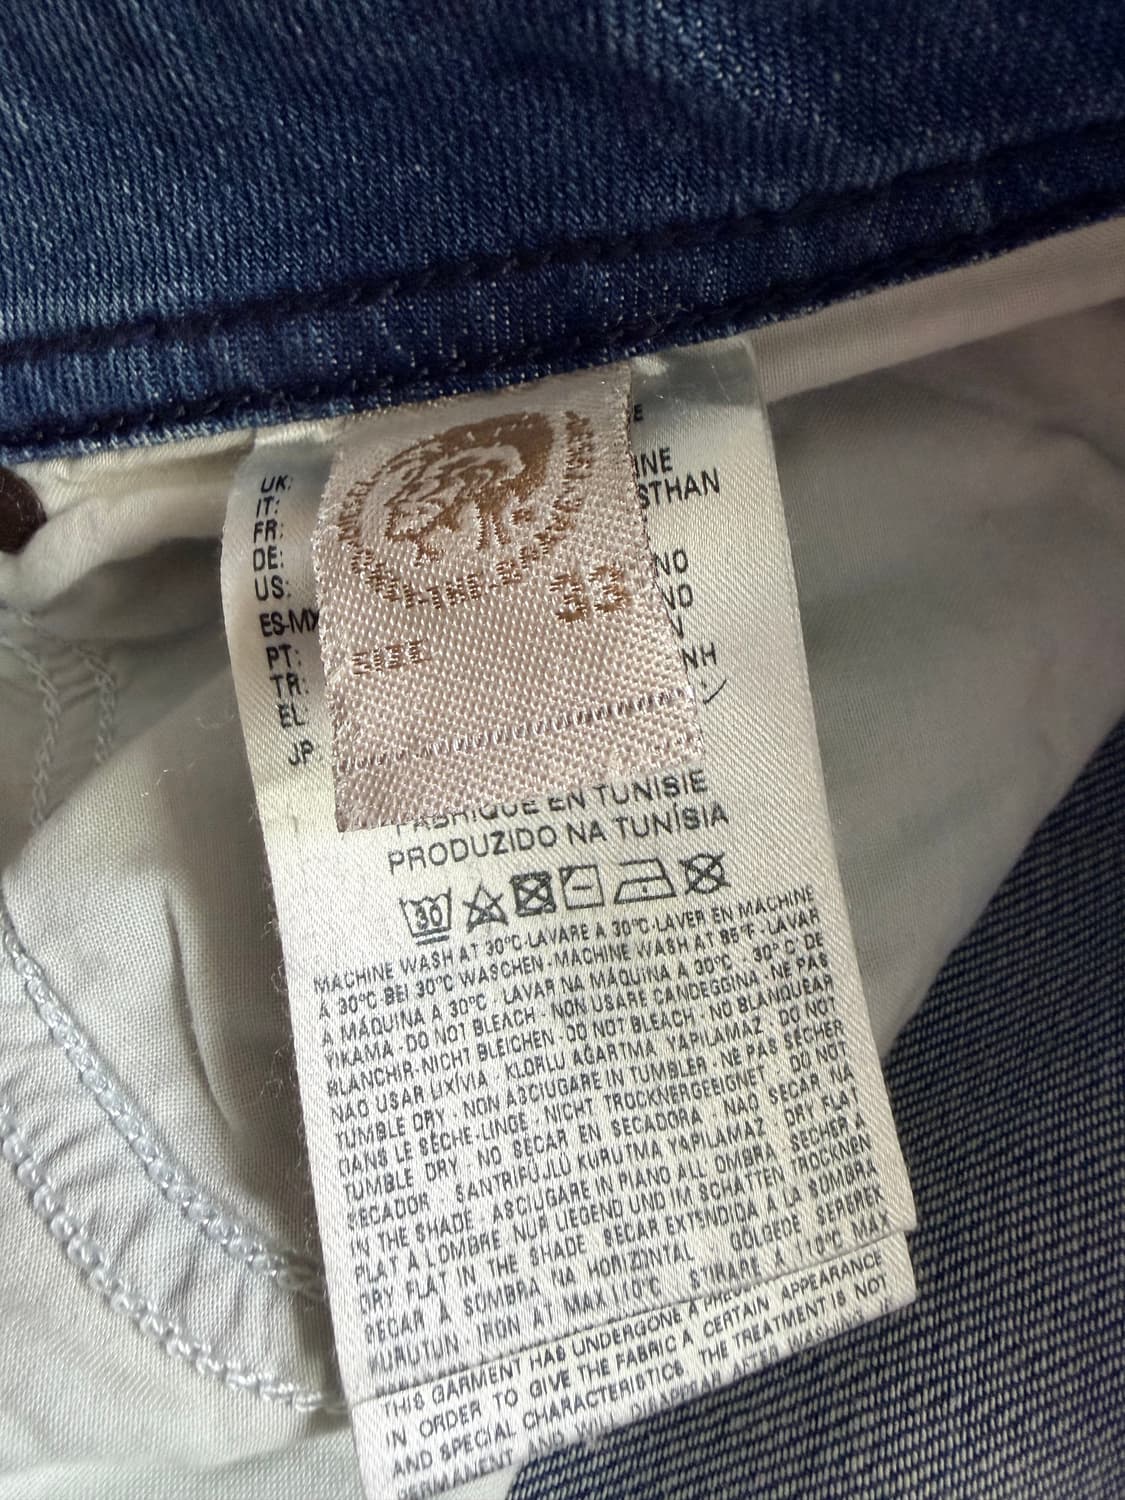 DIESEL
SIZE 33
UK:
IT:
FR:
DE:
US:
ES-MX
PT:
TR:
EL:
JP
E
INE
STHAN
NO
NO
NH
FABRIQUE EN TUNISIE
PRODUZIDO NA TUNÍSIA
30
MACHINE WASH AT 30°C-LAVARE A 30°C-LAVER EN MACHINE
À 30°C-BEI 30°C WASCHEN-MACHINE WASH AT 85°F-LAVAR
A MÁQUINA A 30°C - LAVAR NA MÁQUINA A 30°C - 30° C' DE
YIKAMA - DO NOT BLEACH - NON USARE CANDEGGINA - NE PAS
BLANCHIR-NICHT BLEICHEN-DO NOT BLEACH - NO BLANQUEAR
NÃO USAR LIXÍVIA - KLORLU AĞARTMA YAPILAMAZ - DO NOT
TUMBLE DRY - NON ASCIUGARE IN TUMBLER - NE PAS SÉCHER
DANS LE SÈCHE-LINGE - NICHT TROCKNERGEEIGNET - DO NOT
TUMBLE DRY - NO SECAR EN SECADORA - NÃO SECAR NA
SECADOR - SANTRİFÜJLÜ KURUTMA YAPILAMAZ - DRY FLAT
IN THE SHADE - ASCIUGARE IN PIANO ALL OMBRA - SÉCHER À
PLAT À L'OMBRE NUR LIEGEND UND IM SCHATTEN TROCKNEN
DRY FLAT IN THE SHADE SECAR EXTENDIDA A LA SOMBRA
SECAR À SOMBRA NA HORIZONTAL GÖLGEDE SEREREK
KURUTUN IRON AT MAX 110°C STIRARE A 110°C MAX
THIS GARMENT HAS UNDERGONE A
IN ORDER TO GIVE THE FABRIC A CERTAIN APPEARANCE
AND SPECIAL CHARACTERISTICS. THE TREATMENT IS NOT
PERMANENT AND WILL DISAPPEAR AFTER WASHING